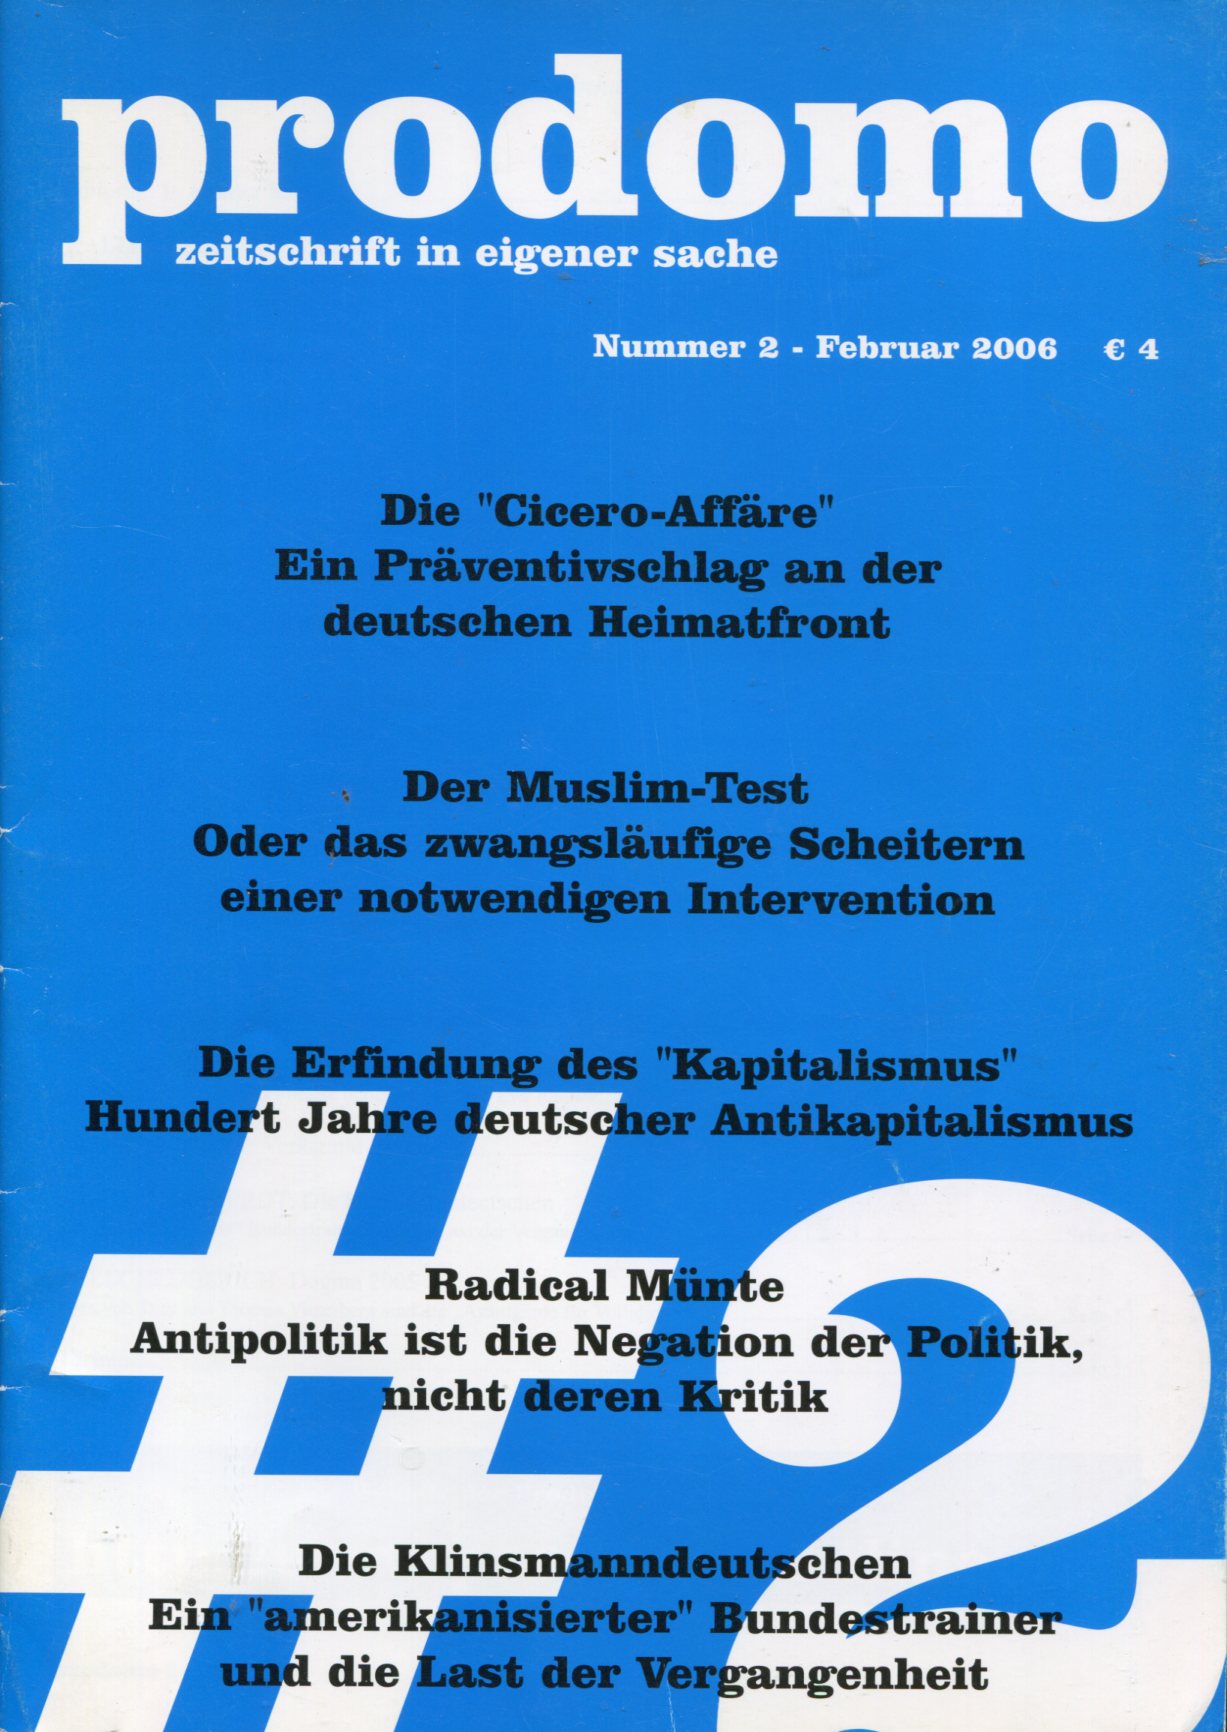 prodomo
zeitschrift in eigener sache
Nummer 2 - Februar 2006 € 4
Die "Cicero-Affäre"
Ein Präventivschlag an der
deutschen Heimatfront
Der Muslim-Test
Oder das zwangsläufige Scheitern
einer notwendigen Intervention
Die Erfindung des "Kapitalismus"
Hundert Jahre deutscher Antikapitalismus
Radical Münte
Antipolitik ist die Negation der Politik,
nicht deren Kritik
Die Klinsmanndeutschen
Ein "amerikanisierter" Bundestrainer
und die Last der Vergangenheit
#2